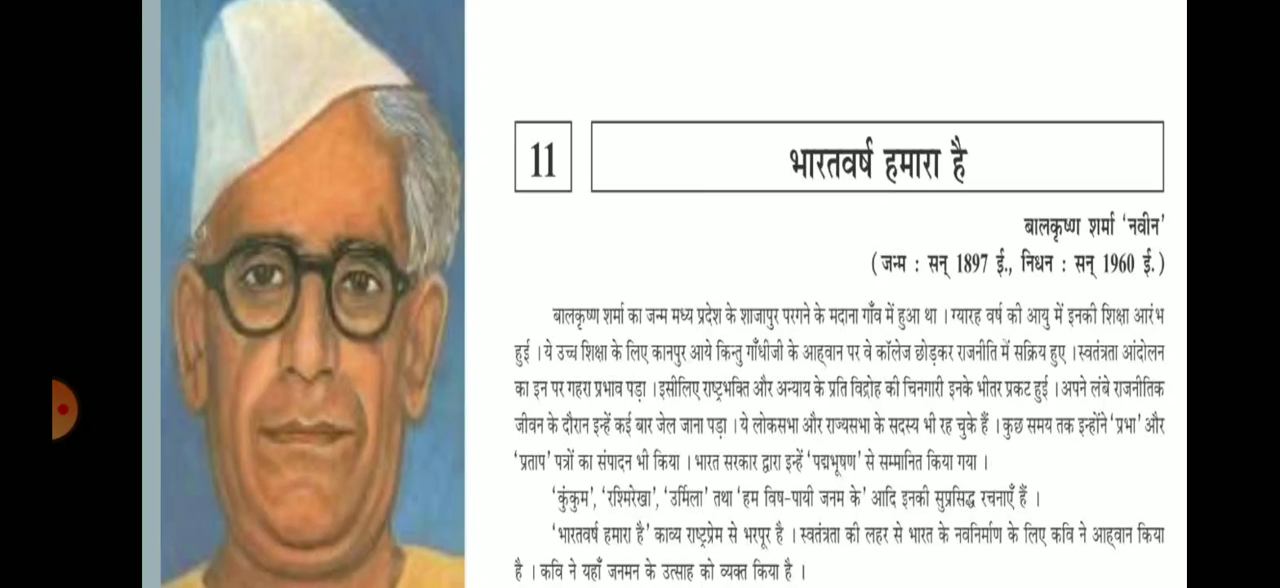 11
भारतवर्ष हमारा है
बालकृष्ण शर्मा ‘नवीन’
(जन्म : सन् 1897 ई., निधन : सन् 1960 ई.)
बालकृष्ण शर्मा का जन्म मध्य प्रदेश के शाजापुर परगने के मदाना गाँव में हुआ था । ग्यारह वर्ष की आयु में इनकी शिक्षा आरंभ
हुई । ये उच्च शिक्षा के लिए कानपुर आये किन्तु गाँधीजी के आह्वान पर वे कॉलेज छोड़कर राजनीति में सक्रिय हुए । स्वतंत्रता आंदोलन
का इन पर गहरा प्रभाव पड़ा । इसीलिए राष्ट्रभक्ति और अन्याय के प्रति विद्रोह की चिनगारी इनके भीतर प्रकट हुई । अपने लंबे राजनीतिक
जीवन के दौरान इन्हें कई बार जेल जाना पड़ा । ये लोकसभा और राज्यसभा के सदस्य भी रह चुके हैं । कुछ समय तक इन्होंने ‘प्रभा’ और
‘प्रताप’ पत्रों का संपादन भी किया । भारत सरकार द्वारा इन्हें ‘पद्मभूषण’ से सम्मानित किया गया ।
‘कुंकुम’, ‘रश्मिरेखा’, ‘उर्मिला’ तथा ‘हम विष-पायी जनम के’ आदि इनकी सुप्रसिद्ध रचनाएँ हैं ।
‘भारतवर्ष हमारा है’ काव्य राष्ट्रप्रेम से भरपूर है । स्वतंत्रता की लहर से भारत के नवनिर्माण के लिए कवि ने आह्वान किया
है । कवि ने यहाँ जनमन के उत्साह को व्यक्त किया है ।